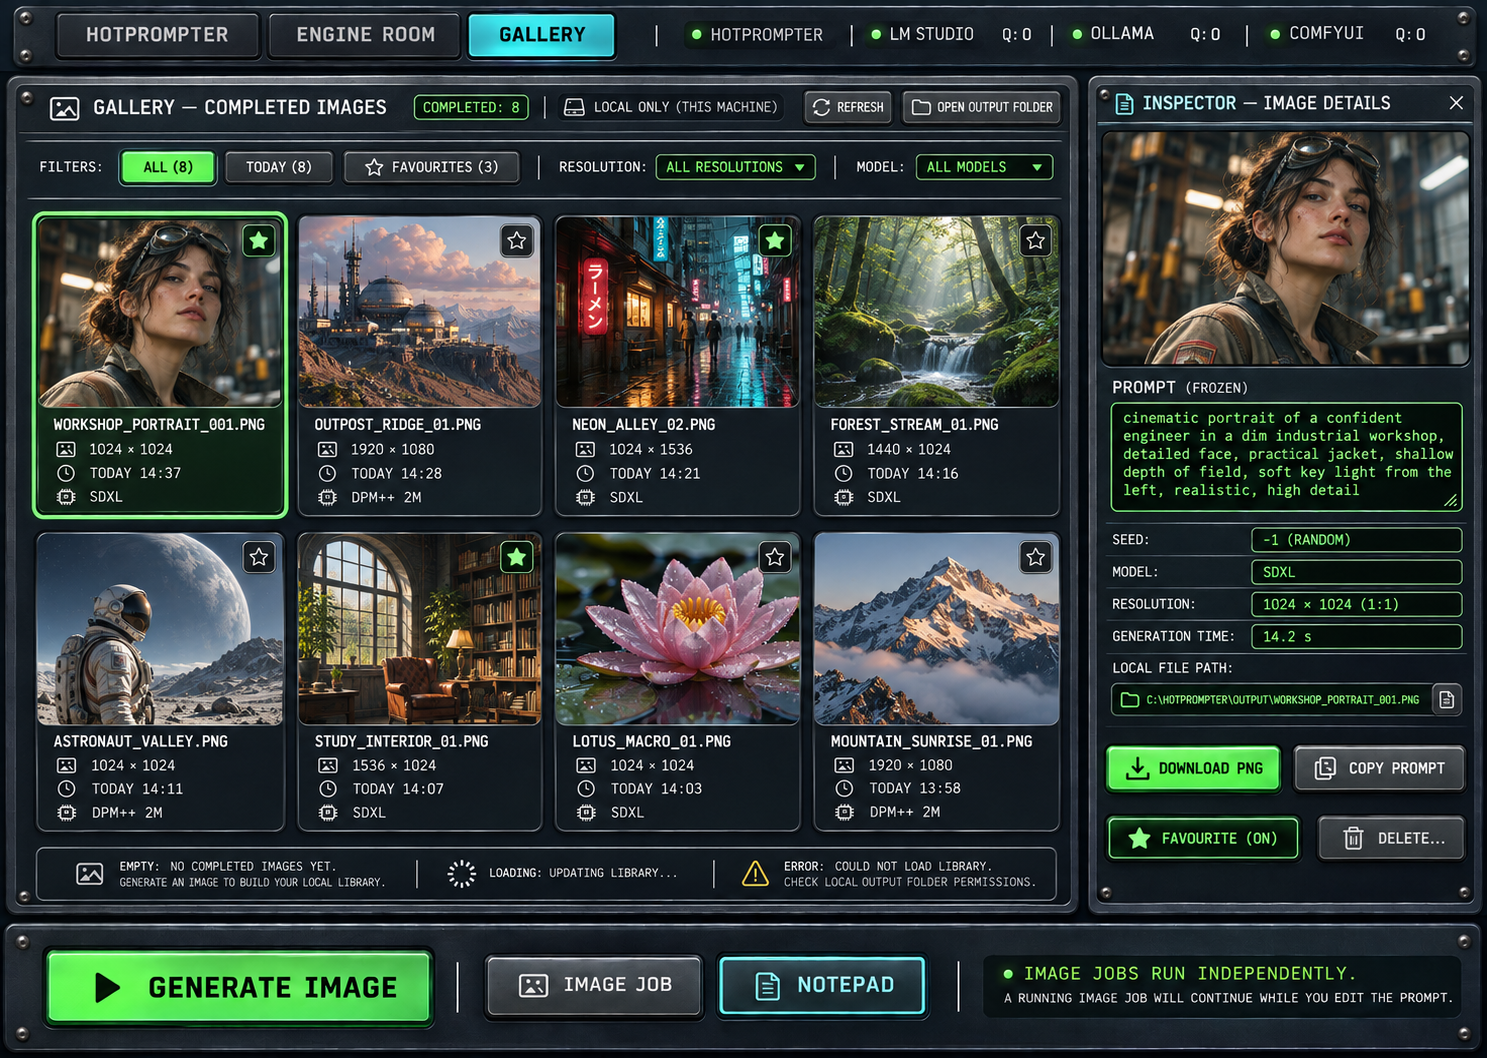 HOTPROMPTER
ENGINE ROOM
GALLERY
HOTPROMPTER
LM STUDIO Q: 0
OLLAMA Q: 0
COMFYUI Q: 0
GALLERY — COMPLETED IMAGES
COMPLETED: 8
LOCAL ONLY (THIS MACHINE)
REFRESH
OPEN OUTPUT FOLDER
FILTERS:
ALL (8)
TODAY (8)
FAVOURITES (3)
RESOLUTION:
ALL RESOLUTIONS
MODEL:
ALL MODELS
ラーメン
WORKSHOP_PORTRAIT_001.PNG
1024 × 1024
TODAY 14:37
SDXL
OUTPOST_RIDGE_01.PNG
1920 × 1080
TODAY 14:28
DPM++ 2M
NEON_ALLEY_02.PNG
1024 × 1536
TODAY 14:21
SDXL
FOREST_STREAM_01.PNG
1440 × 1024
TODAY 14:16
SDXL
ASTRONAUT_VALLEY.PNG
1024 × 1024
TODAY 14:11
DPM++ 2M
STUDY_INTERIOR_01.PNG
1536 × 1024
TODAY 14:07
SDXL
LOTUS_MACRO_01.PNG
1024 × 1024
TODAY 14:03
SDXL
MOUNTAIN_SUNRISE_01.PNG
1920 × 1080
TODAY 13:58
DPM++ 2M
EMPTY: NO COMPLETED IMAGES YET.
GENERATE AN IMAGE TO BUILD YOUR LOCAL LIBRARY.
LOADING: UPDATING LIBRARY...
ERROR: COULD NOT LOAD LIBRARY.
CHECK LOCAL OUTPUT FOLDER PERMISSIONS.
INSPECTOR — IMAGE DETAILS
PROMPT (FROZEN)
cinematic portrait of a confident
engineer in a dim industrial workshop,
detailed face, practical jacket, shallow
depth of field, soft key light from the
left, realistic, high detail
SEED: -1 (RANDOM)
MODEL: SDXL
RESOLUTION: 1024 × 1024 (1:1)
GENERATION TIME: 14.2 s
LOCAL FILE PATH:
C:\HOTPROMPTER\OUTPUT\WORKSHOP_PORTRAIT_001.PNG
DOWNLOAD PNG
COPY PROMPT
FAVOURITE (ON)
DELETE...
GENERATE IMAGE
IMAGE JOB
NOTEPAD
IMAGE JOBS RUN INDEPENDENTLY.
A RUNNING IMAGE JOB WILL CONTINUE WHILE YOU EDIT THE PROMPT.